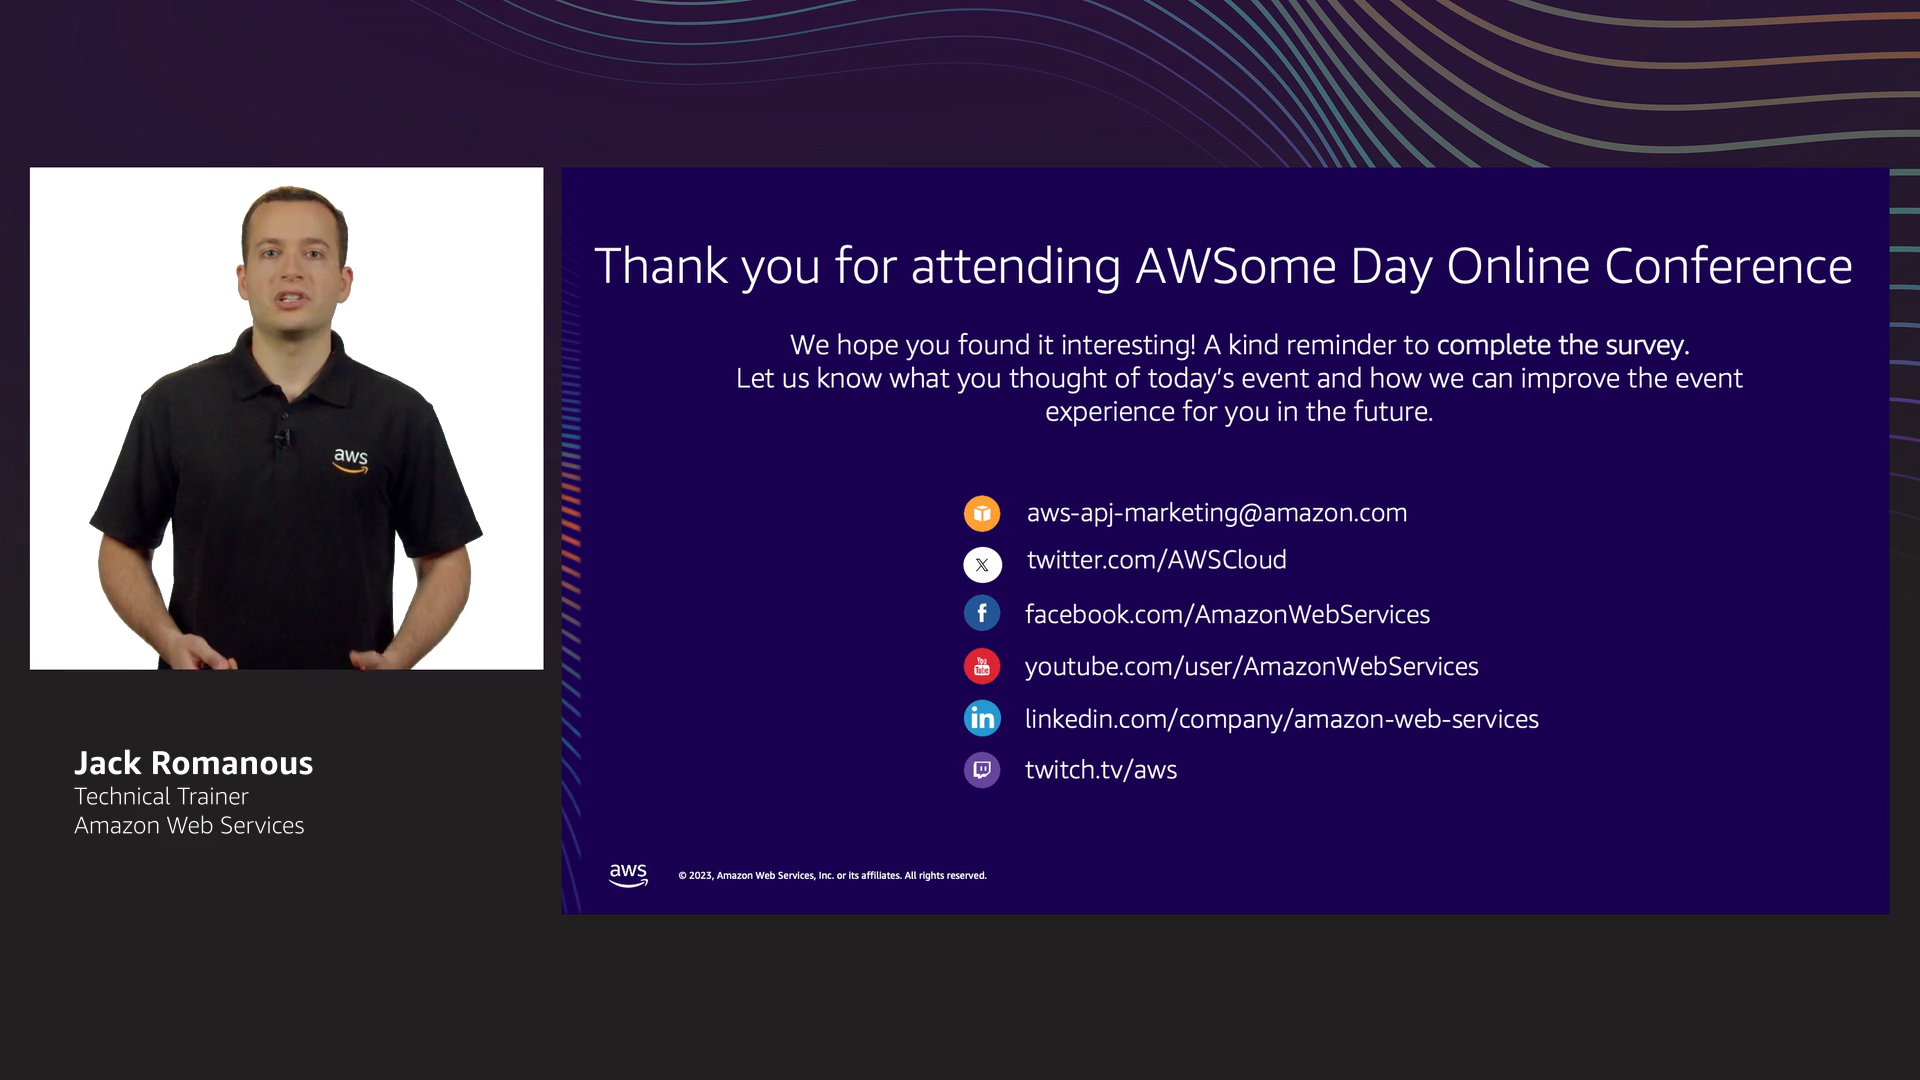 aws
Jack Romanous
Technical Trainer
Amazon Web Services
Thank you for attending AWSome Day Online Conference
We hope you found it interesting! A kind reminder to complete the survey.
Let us know what you thought of today's event and how we can improve the event
experience for you in the future.
aws-apj-marketing@amazon.com
X twitter.com/AWSCloud
f facebook.com/AmazonWebServices
You Tube youtube.com/user/AmazonWebServices
in linkedin.com/company/amazon-web-services
twitch.tv/aws
aws © 2023, Amazon Web Services, Inc. or its affiliates. All rights reserved.